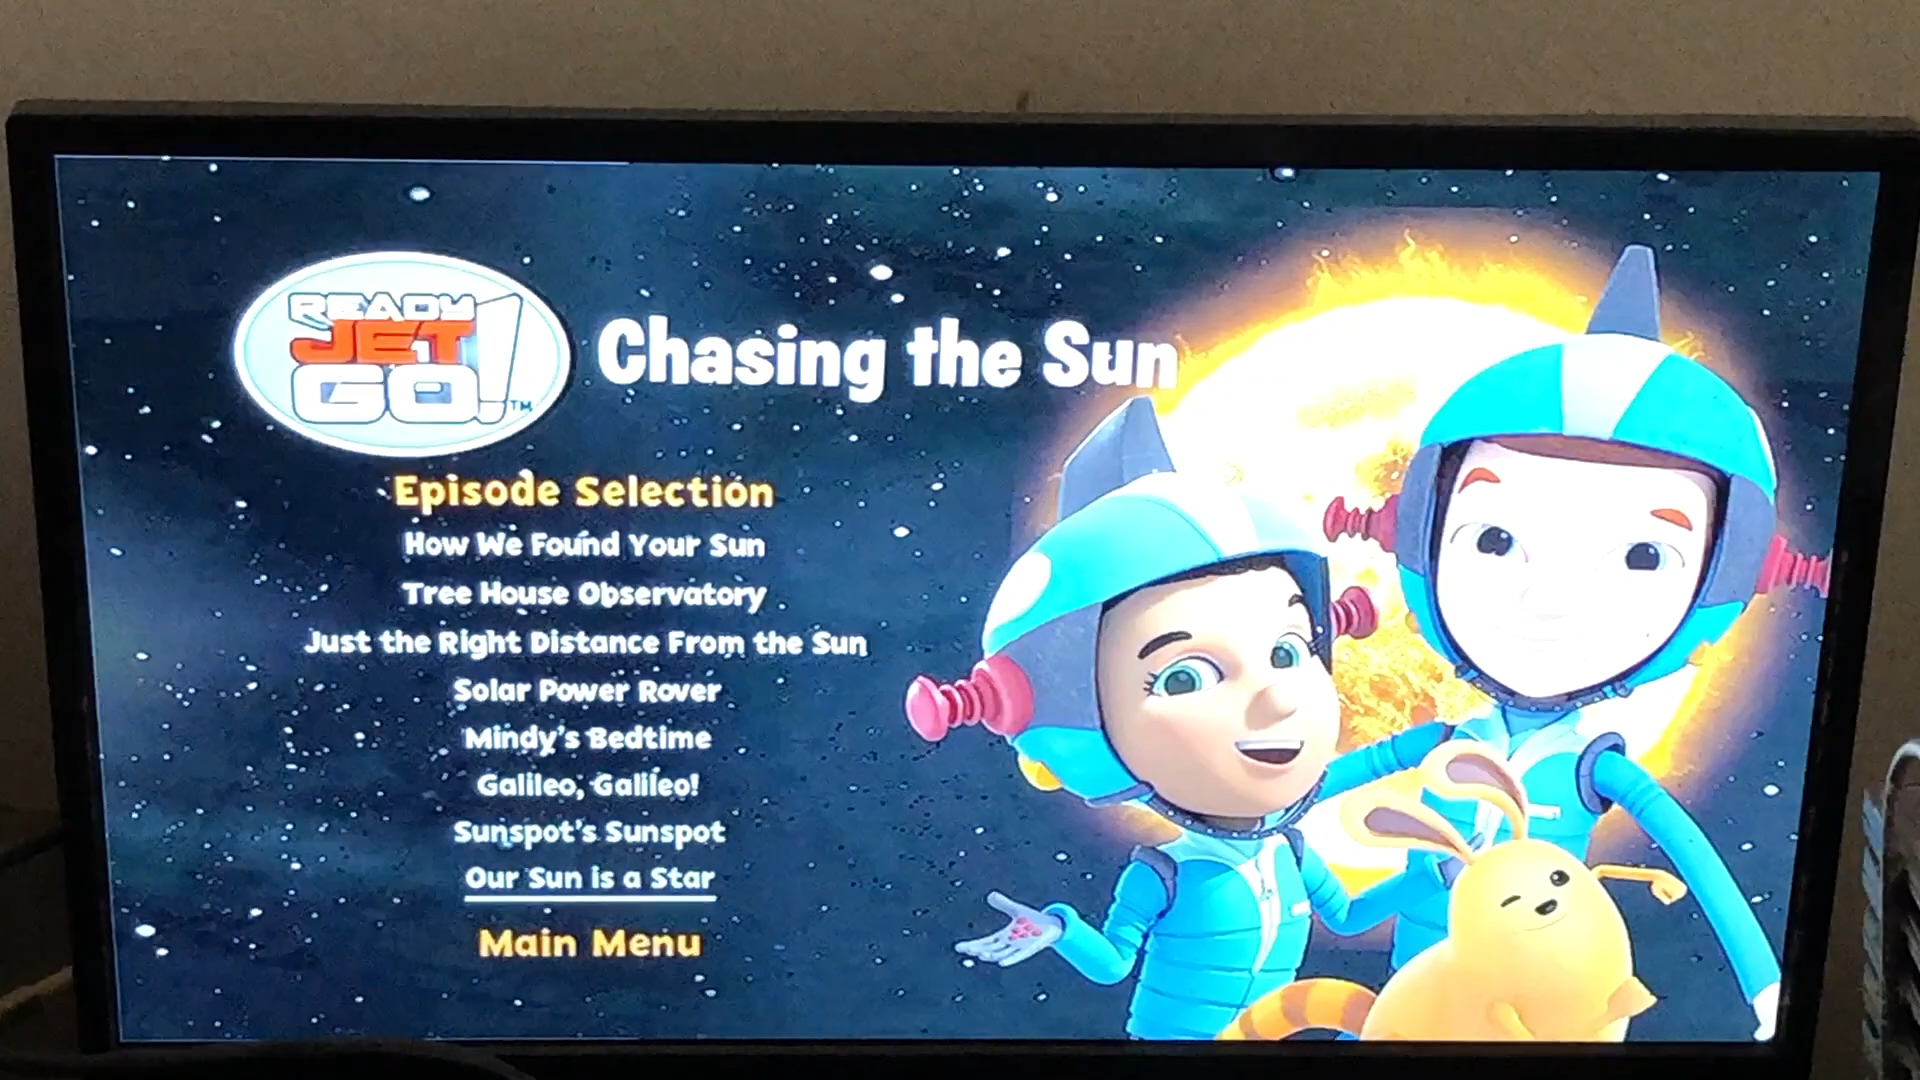 READY
JET
GO!™
Chasing the Sun
Episode Selection
How We Found Your Sun
Tree House Observatory
Just the Right Distance From the Sun
Solar Power Rover
Mindy's Bedtime
Galileo, Galileo!
Sunspot's Sunspot
Our Sun is a Star
Main Menu